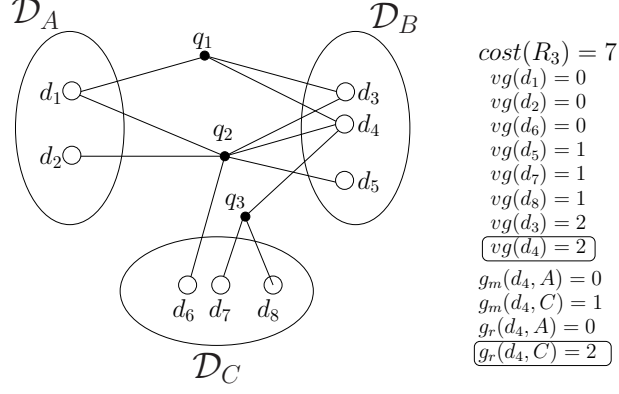 𝒟_A
𝒟_B
q_1
d_1
d_3
d_4
q_2
d_2
d_5
q_3
d_6 d_7 d_8
𝒟_C
cost(R_3) = 7
vg(d_1) = 0
vg(d_2) = 0
vg(d_6) = 0
vg(d_5) = 1
vg(d_7) = 1
vg(d_8) = 1
vg(d_3) = 2
vg(d_4) = 2
g_m(d_4, A) = 0
g_m(d_4, C) = 1
g_r(d_4, A) = 0
g_r(d_4, C) = 2